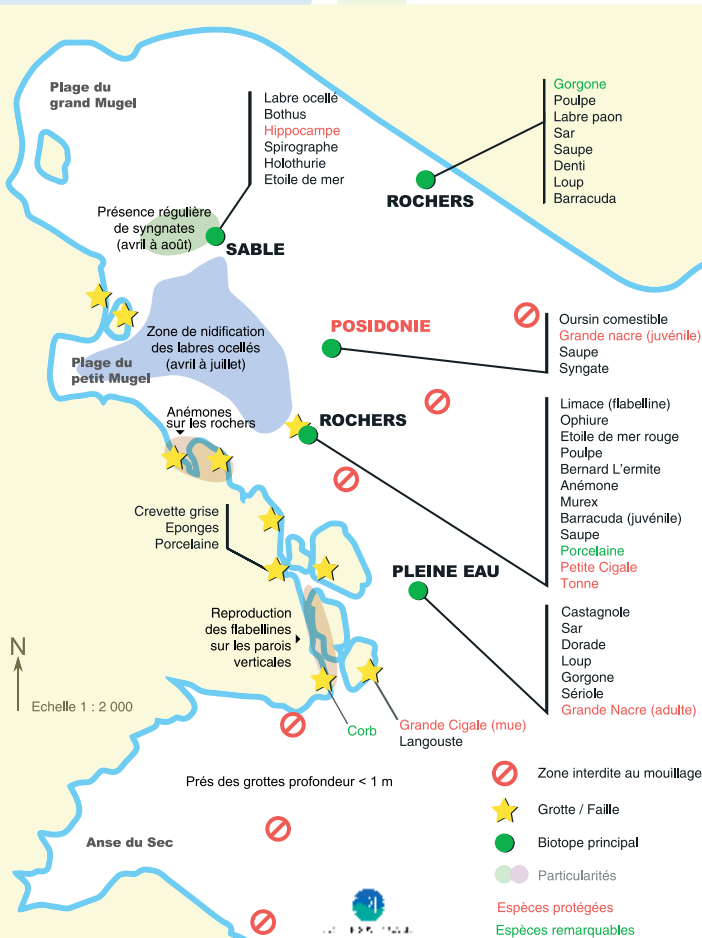 Plage du
grand Mugel
Labre ocellé
Bothus
Hippocampe
Spirographe
Holothurie
Etoile de mer
Gorgone
Poulpe
Labre paon
Sar
Saupe
Denti
Loup
Barracuda
ROCHERS
Présence régulière
de syngnates
(avril à août)
SABLE
Zone de nidification
des labres ocellés
(avril à juillet)
Plage du
petit Mugel
POSIDONIE
Oursin comestible
Grande nacre (juvénile)
Saupe
Syngate
Anémones
sur les rochers
ROCHERS
Limace (flabelline)
Ophiure
Etoile de mer rouge
Poulpe
Bernard L'ermite
Anémone
Murex
Barracuda (juvénile)
Saupe
Porcelaine
Petite Cigale
Tonne
Crevette grise
Eponges
Porcelaine
PLEINE EAU
Castagnole
Sar
Dorade
Loup
Gorgone
Sériole
Grande Nacre (adulte)
Reproduction
des flabellines
sur les parois
verticales
N
Echelle 1 : 2 000
Corb
Grande Cigale (mue)
Langouste
Prés des grottes profondeur < 1 m
Anse du Sec
Zone interdite au mouillage
Grotte / Faille
Biotope principal
Particularités
Espèces protégées
Espèces remarquables